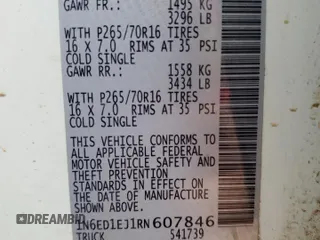 GAWR FR.: 1495 KG
3296 LB
WITH P265/70R16 TIRES
16 X 7.0 RIMS AT 35 PSI
COLD SINGLE
GAWR RR.: 1558 KG
3434 LB
WITH P265/70R16 TIRES
16 X 7.0 RIMS AT 35 PSI
COLD SINGLE
THIS VEHICLE CONFORMS TO
ALL APPLICABLE FEDERAL
MOTOR VEHICLE SAFETY AND
THEFT PREVENTION
STANDARDS IN EFFECT ON
THE DATE OF MANUFACTURE
SHOWN ABOVE.
1N6ED1EJ1RN607846
TRUCK 541739
DREAMBID